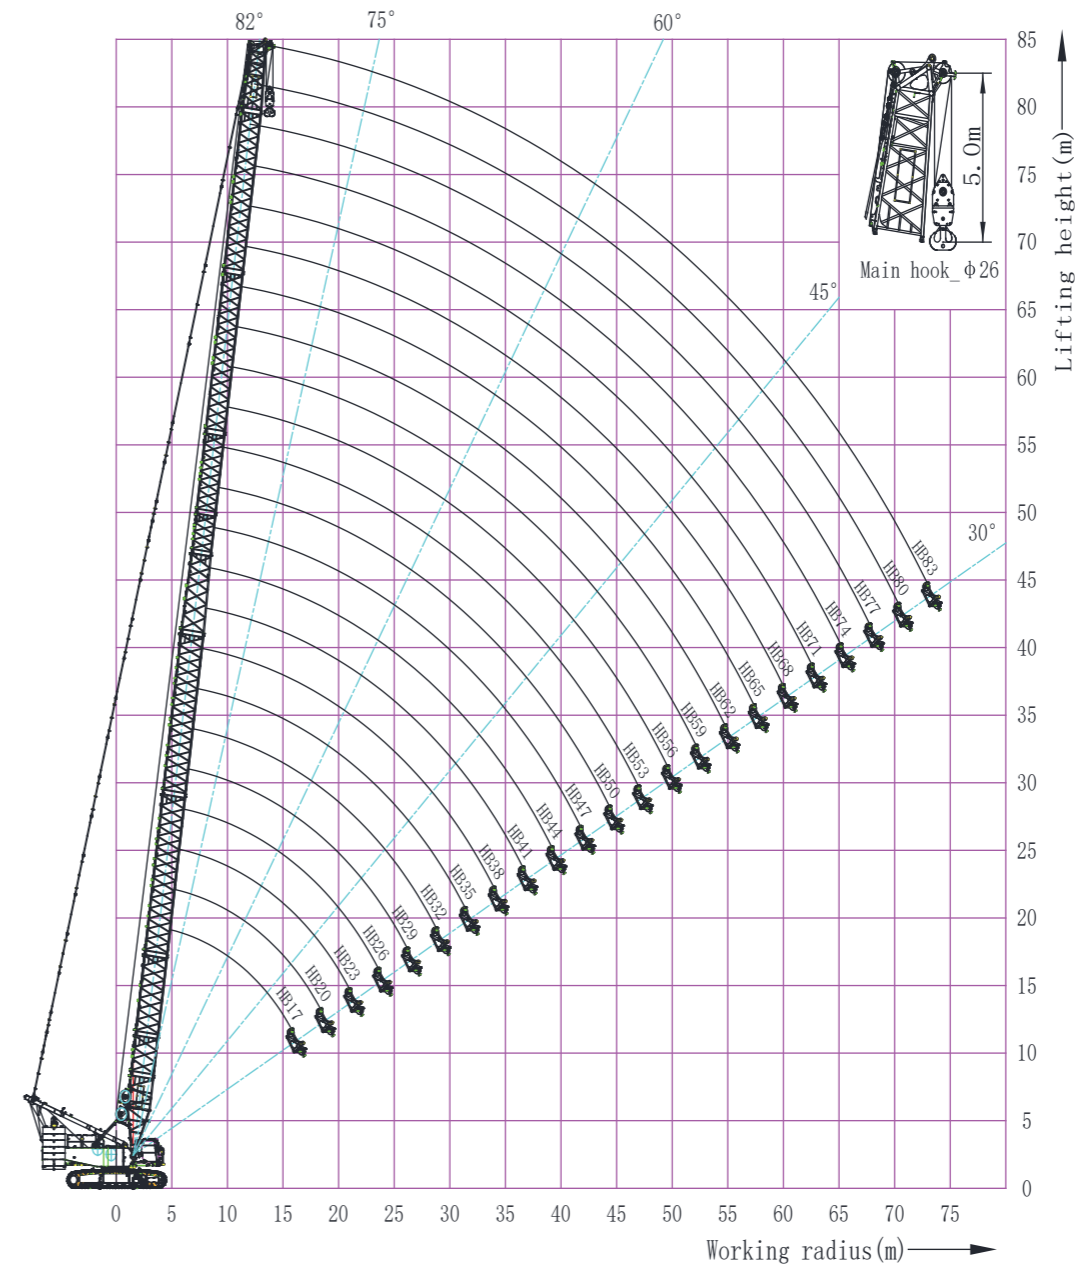 82°
75°
60°
45°
30°
85
80
75
70
65
60
55
50
45
40
35
30
25
20
15
10
5
0
Lifting height(m)
5.0m
Main hook_ф26
HB83
HB80
HB77
HB74
HB71
HB68
HB65
HB62
HB59
HB56
HB53
HB50
HB47
HB44
HB41
HB38
HB35
HB32
HB29
HB26
HB23
HB20
HB17
0 5 10 15 20 25 30 35 40 45 50 55 60 65 70 75
Working radius(m)